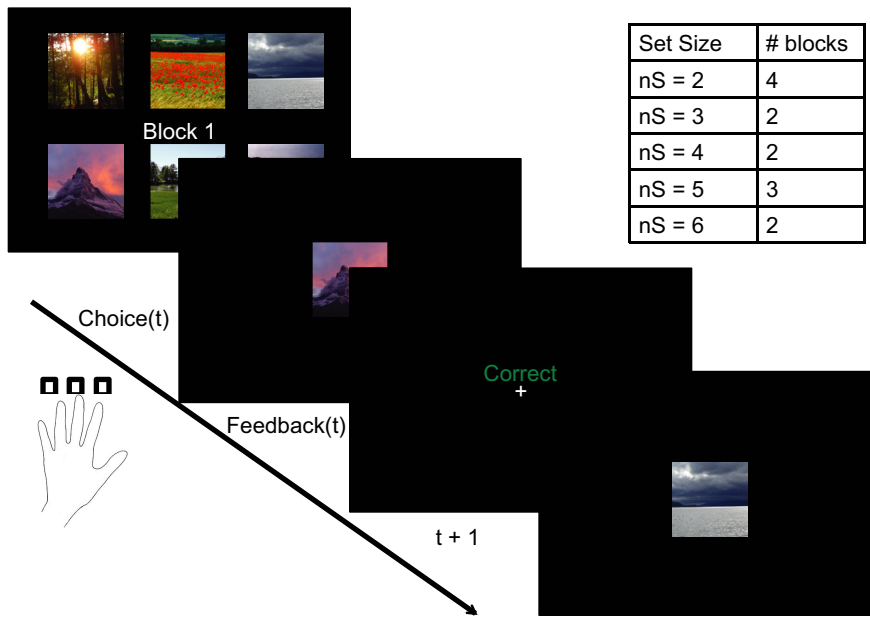 Block 1
Set Size # blocks
nS = 2 4
nS = 3 2
nS = 4 2
nS = 5 3
nS = 6 2
Choice(t)
Correct
+
Feedback(t)
t + 1